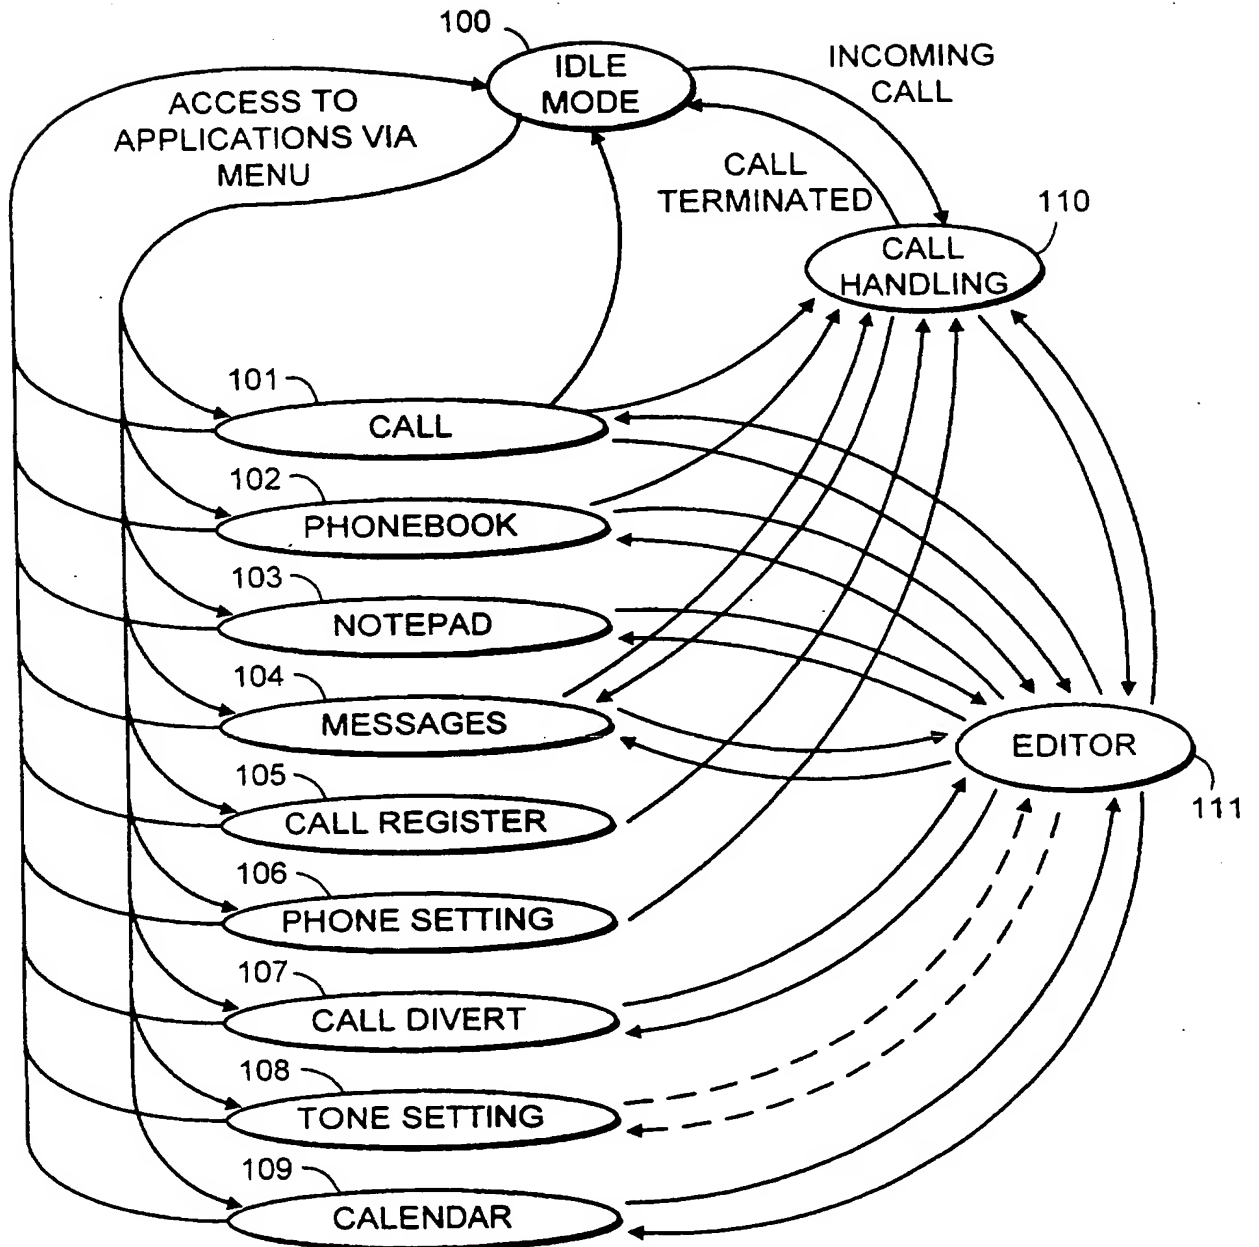 100
IDLE
MODE
INCOMING
CALL
ACCESS TO
APPLICATIONS VIA
MENU
CALL
TERMINATED
110
CALL
HANDLING
101
CALL
102
PHONEBOOK
103
NOTEPAD
104
MESSAGES
EDITOR
111
105
CALL REGISTER
106
PHONE SETTING
107
CALL DIVERT
108
TONE SETTING
109
CALENDAR